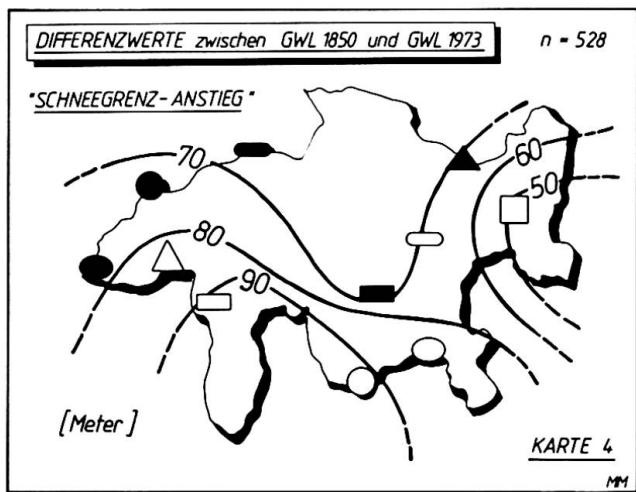 DIFFERENZWERTE zwischen GWL 1850 und GWL 1973 n = 528
"SCHNEEGRENZ-ANSTIEG"
70
60
50
80
90
[Meter]
KARTE 4
MM